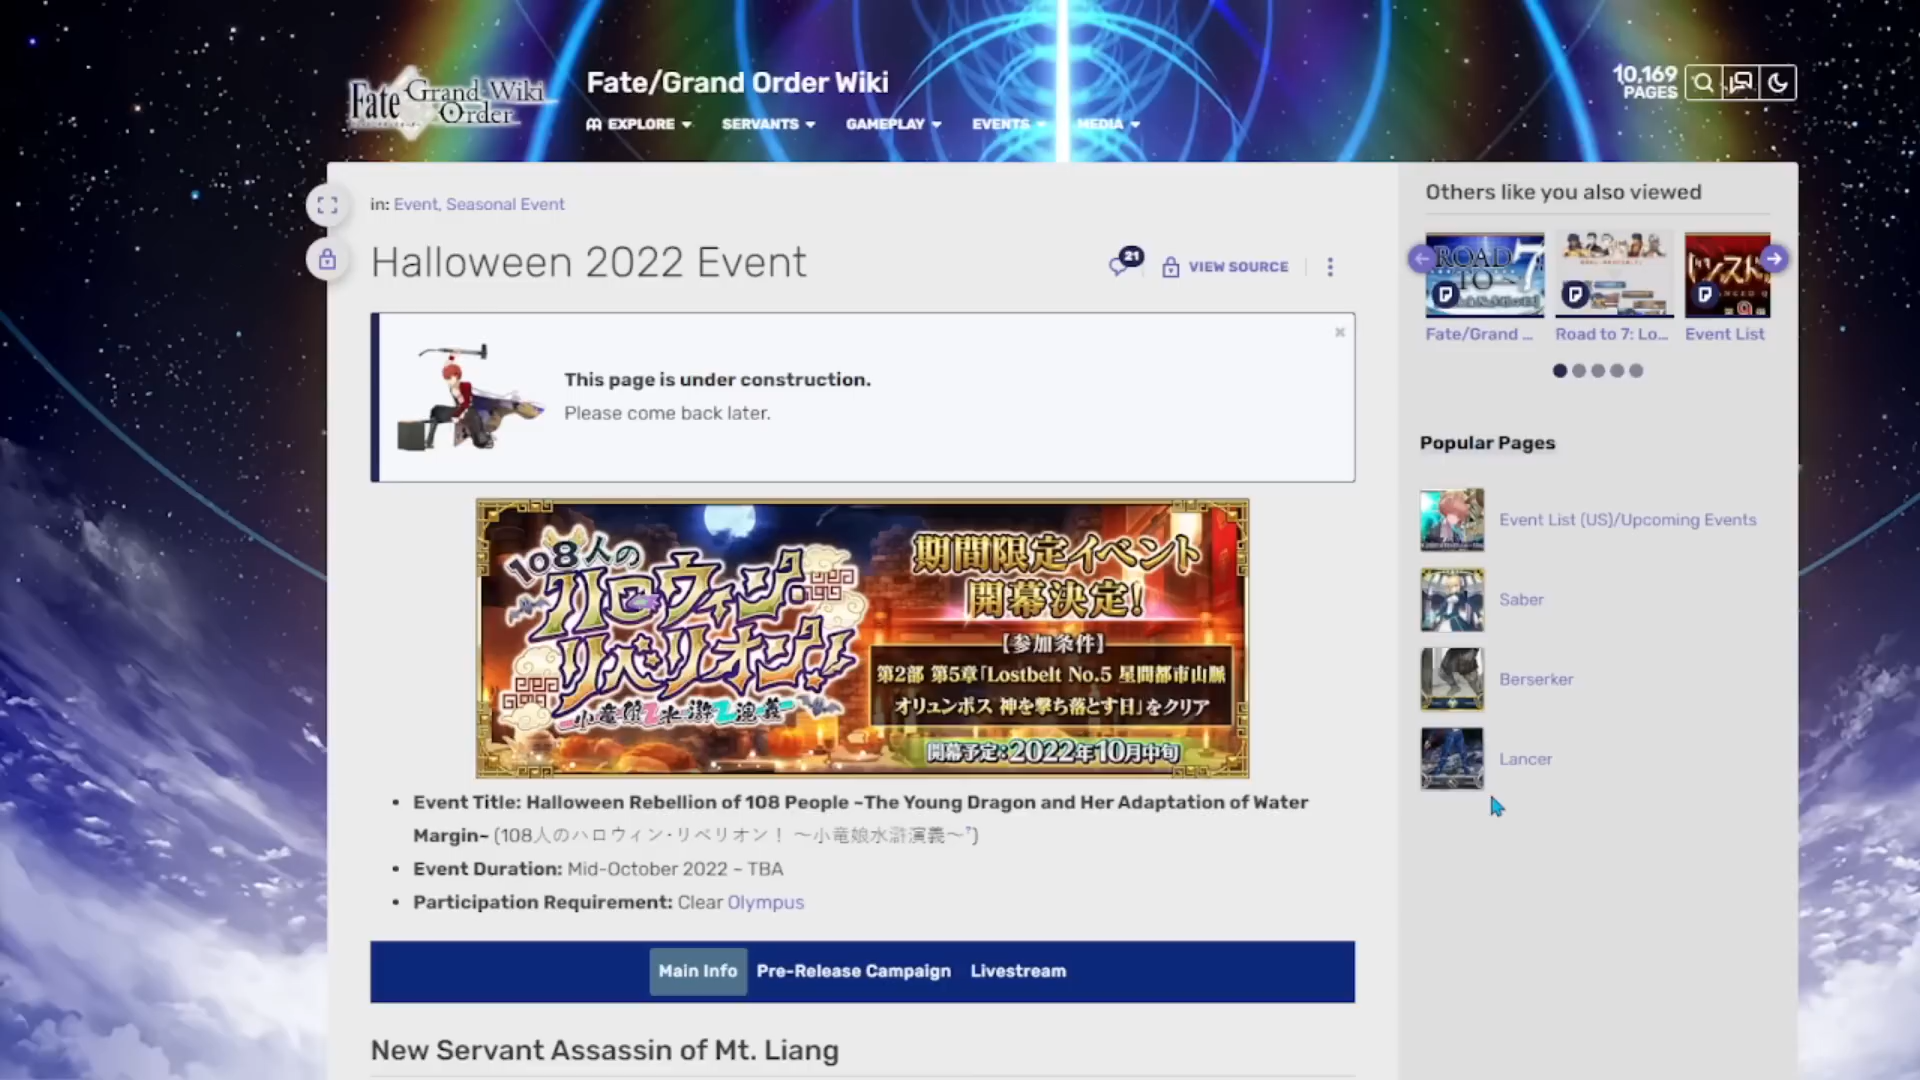 Fate Grand Wiki
Order
Fate/Grand Order Wiki
EXPLORE
SERVANTS
GAMEPLAY
EVENTS
MEDIA
10,169
PAGES
in: Event, Seasonal Event
Halloween 2022 Event
21
VIEW SOURCE
This page is under construction.
Please come back later.
108人の
ハロウィン・
リベリオン!
〜小竜娘水滸演義〜
期間限定イベント
開幕決定!
【参加条件】
第2部 第5章「Lostbelt No.5 星間都市山脈
オリュンポス 神を撃ち落とす日」をクリア
開幕予定:2022年10月中旬
• Event Title: Halloween Rebellion of 108 People ~The Young Dragon and Her Adaptation of Water
Margin~ (108人のハロウィン・リベリオン! 〜小竜娘水滸演義〜?)
• Event Duration: Mid-October 2022 ~ TBA
• Participation Requirement: Clear Olympus
Main Info
Pre-Release Campaign
Livestream
New Servant Assassin of Mt. Liang
Others like you also viewed
ROAD
TO 7
Fate/Grand ...
Road to 7: Lo...
Event List
Popular Pages
Event List (US)/Upcoming Events
Saber
Berserker
Lancer